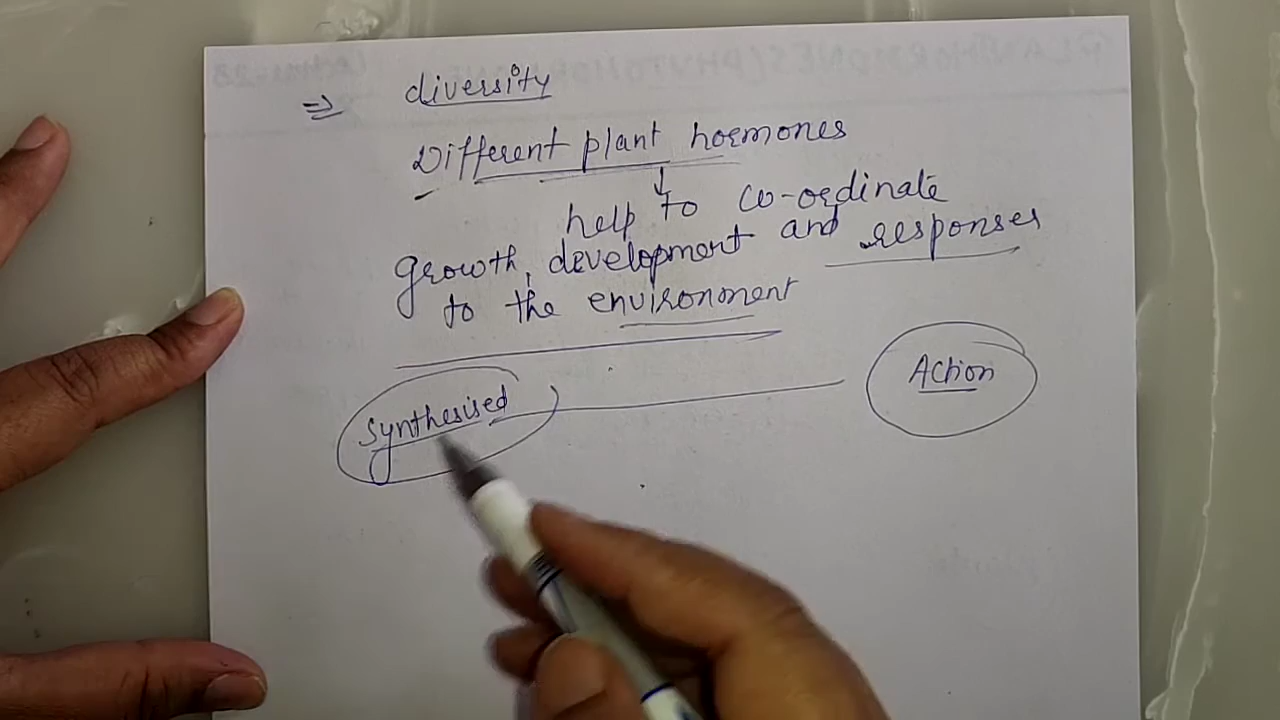 ⇒ diversity
Different plant hormones
↓
help to co-ordinate
growth, development and responses
to the environment
Synthesised
Action